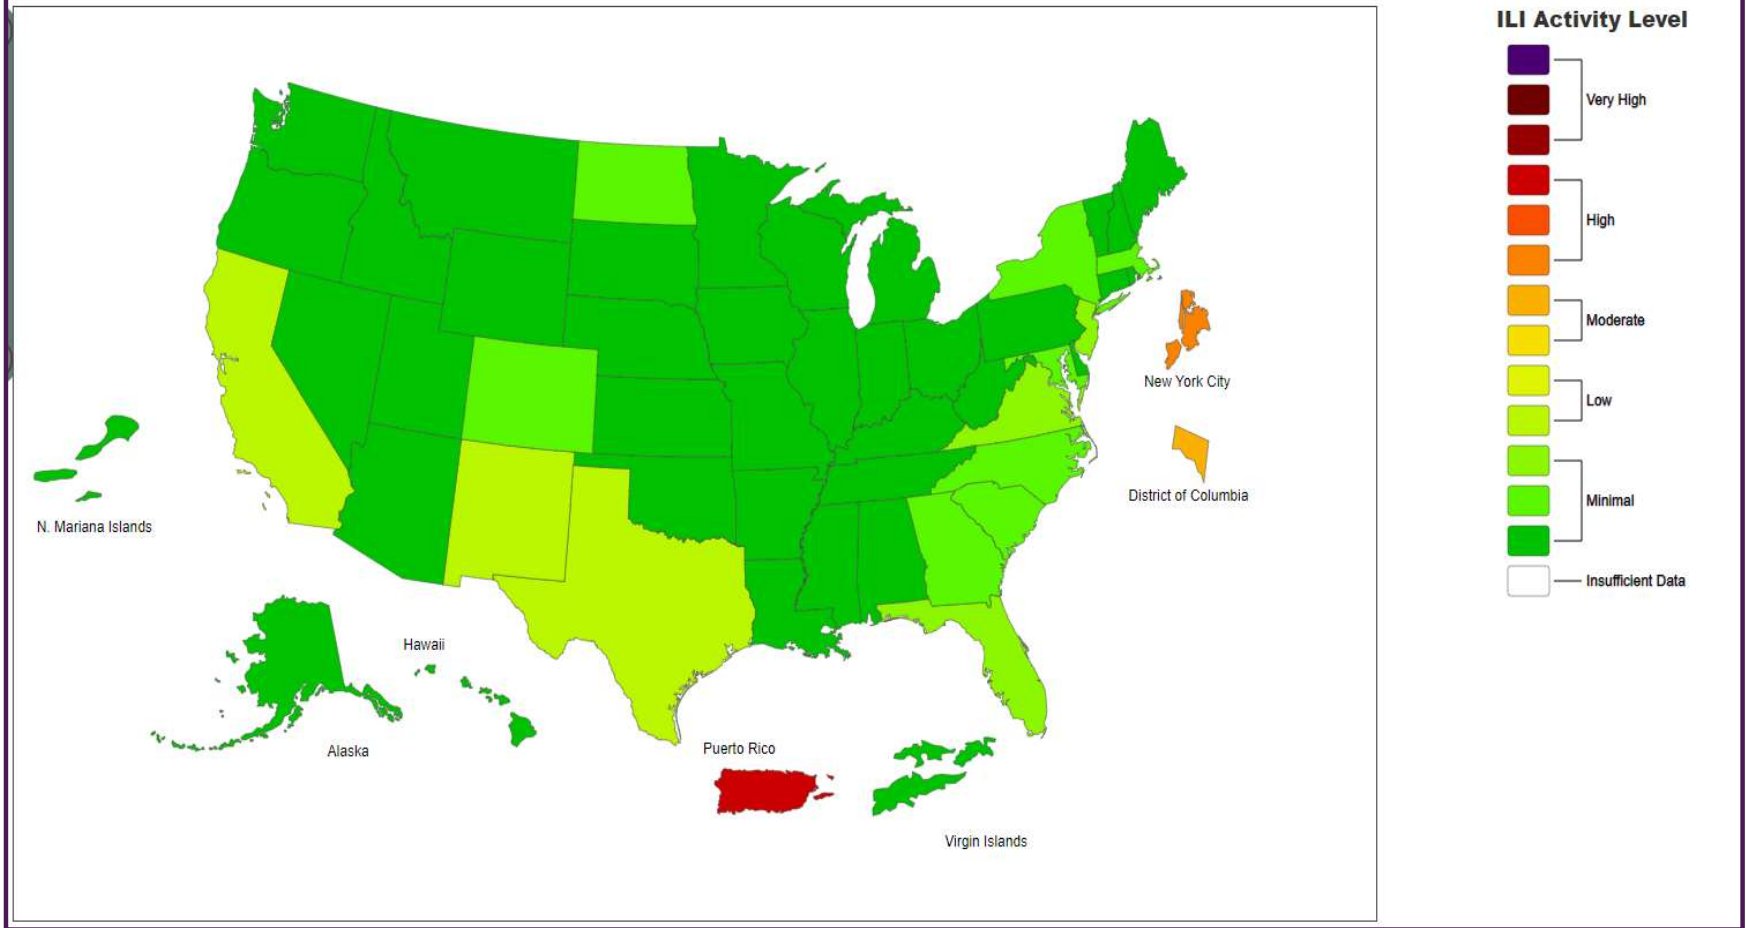 ILI Activity Level
Very High
High
Moderate
Low
Minimal
Insufficient Data
New York City
District of Columbia
N. Mariana Islands
Hawaii
Alaska
Puerto Rico
Virgin Islands